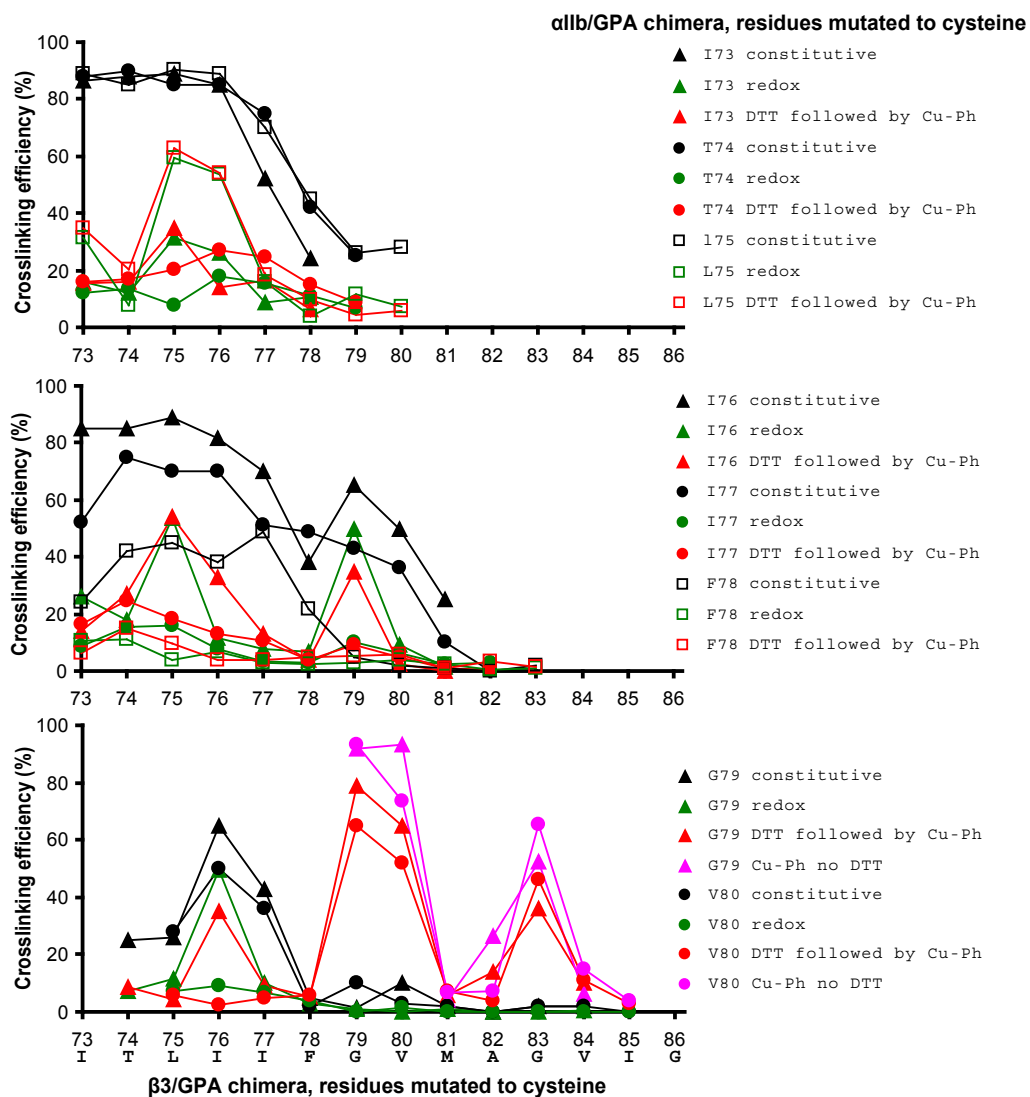 αIIb/GPA chimera, residues mutated to cysteine
Crosslinking efficiency (%)
100
80
60
40
20
0
73 74 75 76 77 78 79 80 81 82 83 84 85 86
I73 constitutive
I73 redox
I73 DTT followed by Cu-Ph
T74 constitutive
T74 redox
T74 DTT followed by Cu-Ph
l75 constitutive
L75 redox
L75 DTT followed by Cu-Ph
Crosslinking efficiency (%)
100
80
60
40
20
0
73 74 75 76 77 78 79 80 81 82 83 84 85 86
I76 constitutive
I76 redox
I76 DTT followed by Cu-Ph
I77 constitutive
I77 redox
I77 DTT followed by Cu-Ph
F78 constitutive
F78 redox
F78 DTT followed by Cu-Ph
Crosslinking efficiency (%)
100
80
60
40
20
0
73 74 75 76 77 78 79 80 81 82 83 84 85 86
I T L I I F G V M A G V I G
β3/GPA chimera, residues mutated to cysteine
G79 constitutive
G79 redox
G79 DTT followed by Cu-Ph
G79 Cu-Ph no DTT
V80 constitutive
V80 redox
V80 DTT followed by Cu-Ph
V80 Cu-Ph no DTT